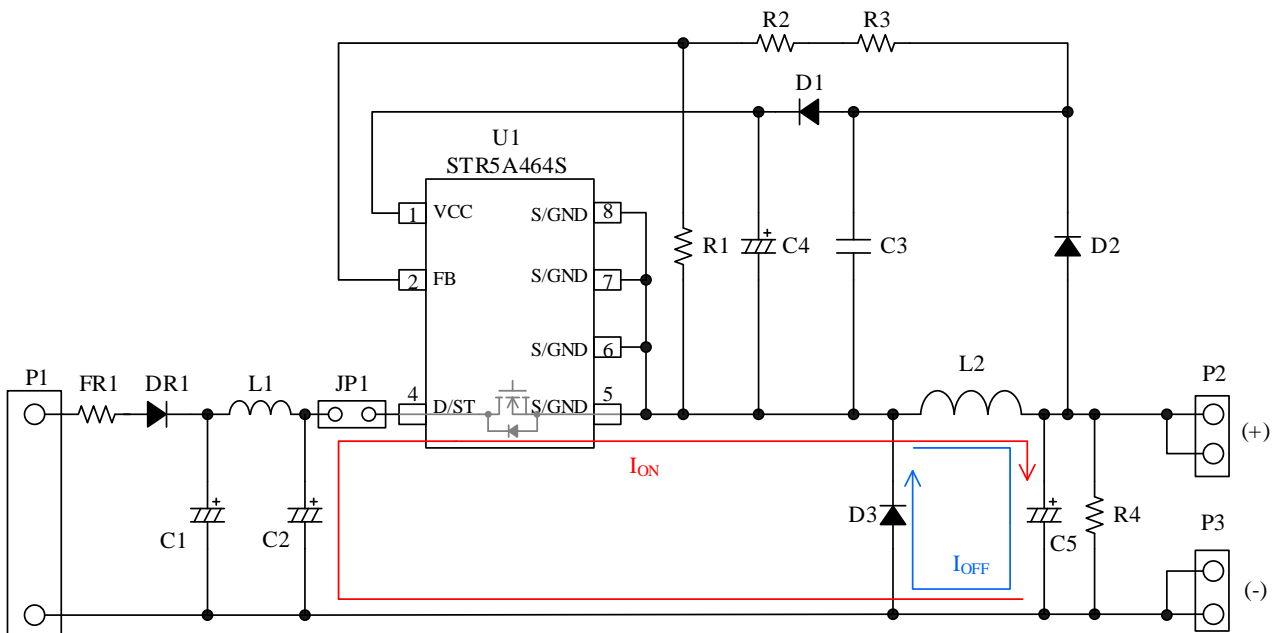 R2 R3
D1
U1
STR5A464S
1 VCC S/GND 8
R1 C4 C3 D2
2 FB S/GND 7
S/GND 6
L2
P1 FR1 DR1 L1 JP1 P2
4 D/ST S/GND 5
(+)
ION
+ + +
D3 R4 P3
C1 C2 C5
IOFF
(-)
+